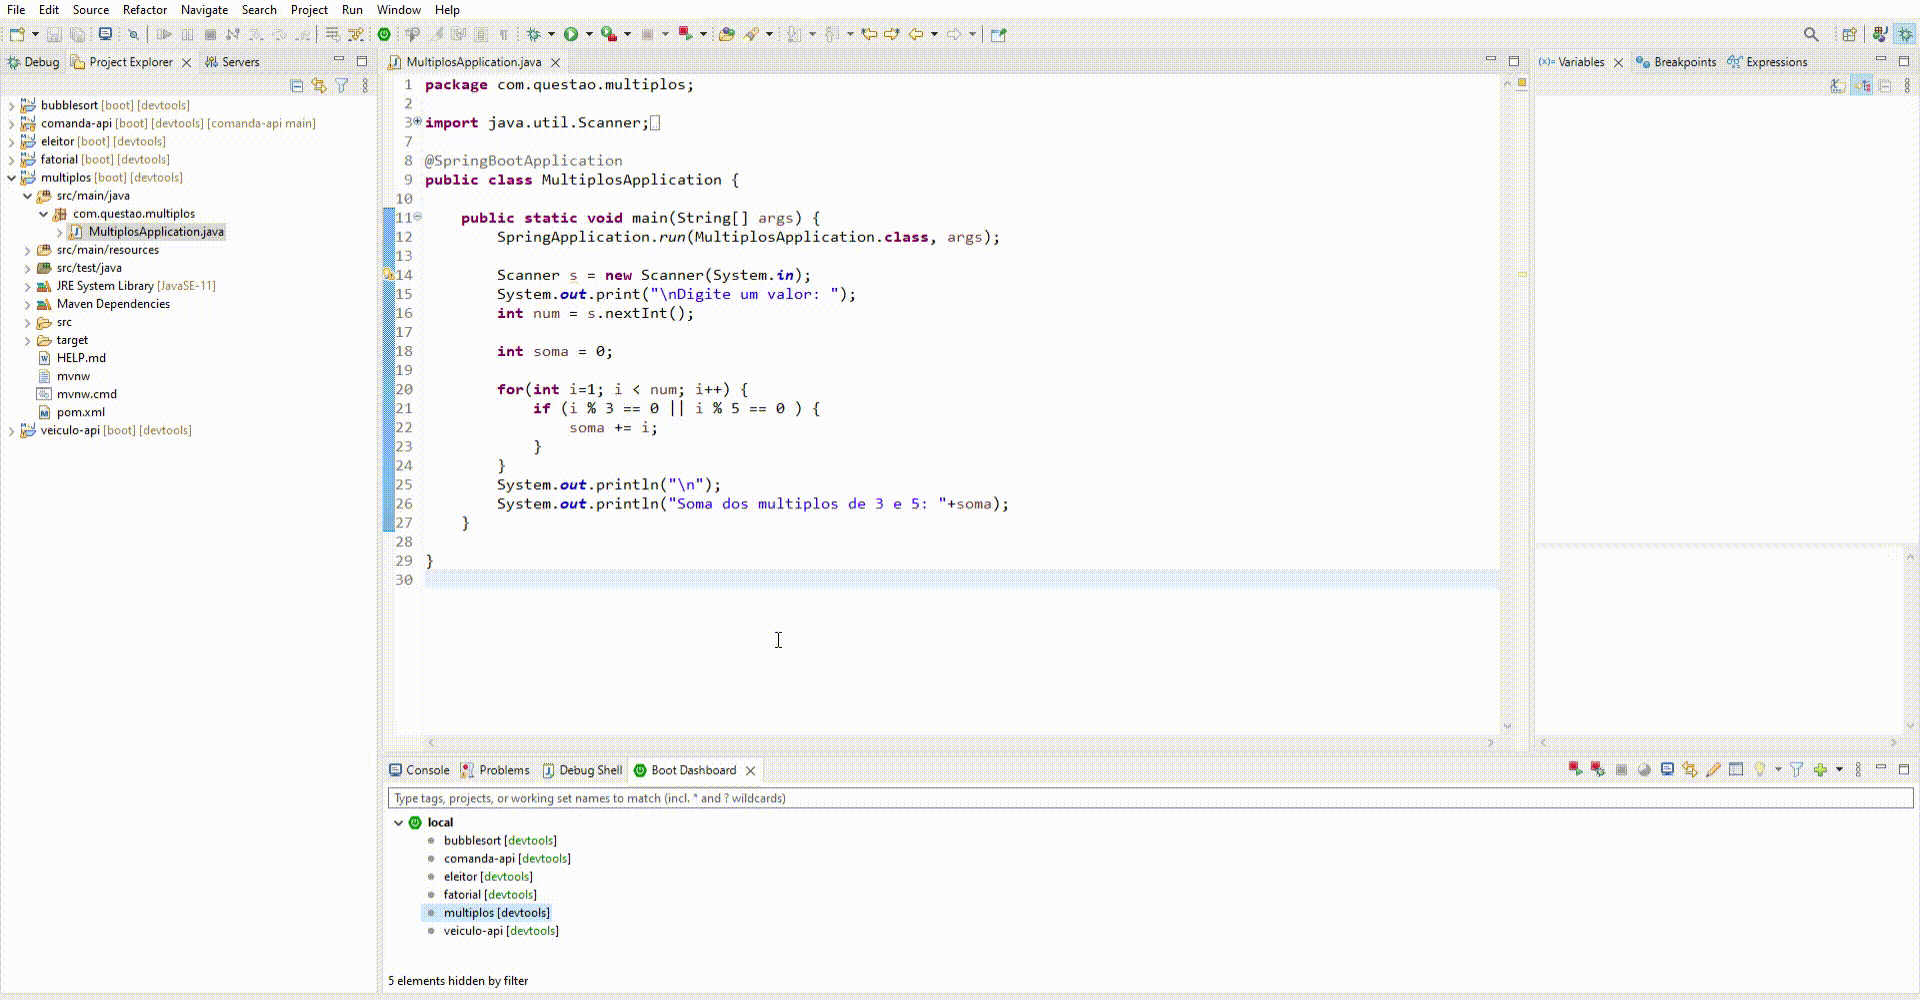 File Edit Source Refactor Navigate Search Project Run Window Help
Debug Project Explorer Servers
bubblesort [boot] [devtools]
comanda-api [boot] [devtools] [comanda-api main]
eleitor [boot] [devtools]
fatorial [boot] [devtools]
multiplos [boot] [devtools]
src/main/java
com.questao.multiplos
MultiplosApplication.java
src/main/resources
src/test/java
JRE System Library [JavaSE-11]
Maven Dependencies
src
target
HELP.md
mvnw
mvnw.cmd
pom.xml
veiculo-api [boot] [devtools]
MultiplosApplication.java
1 package com.questao.multiplos;
2
3 import java.util.Scanner;
7
8 @SpringBootApplication
9 public class MultiplosApplication {
10
11 public static void main(String[] args) {
12 SpringApplication.run(MultiplosApplication.class, args);
13
14 Scanner s = new Scanner(System.in);
15 System.out.print("\nDigite um valor: ");
16 int num = s.nextInt();
17
18 int soma = 0;
19
20 for(int i=1; i < num; i++) {
21 if (i % 3 == 0 || i % 5 == 0 ) {
22 soma += i;
23 }
24 }
25 System.out.println("\n");
26 System.out.println("Soma dos multiplos de 3 e 5: "+soma);
27 }
28
29 }
30
(x)= Variables Breakpoints Expressions
Console Problems Debug Shell Boot Dashboard
Type tags, projects, or working set names to match (incl. * and ? wildcards)
local
bubblesort [devtools]
comanda-api [devtools]
eleitor [devtools]
fatorial [devtools]
multiplos [devtools]
veiculo-api [devtools]
5 elements hidden by filter